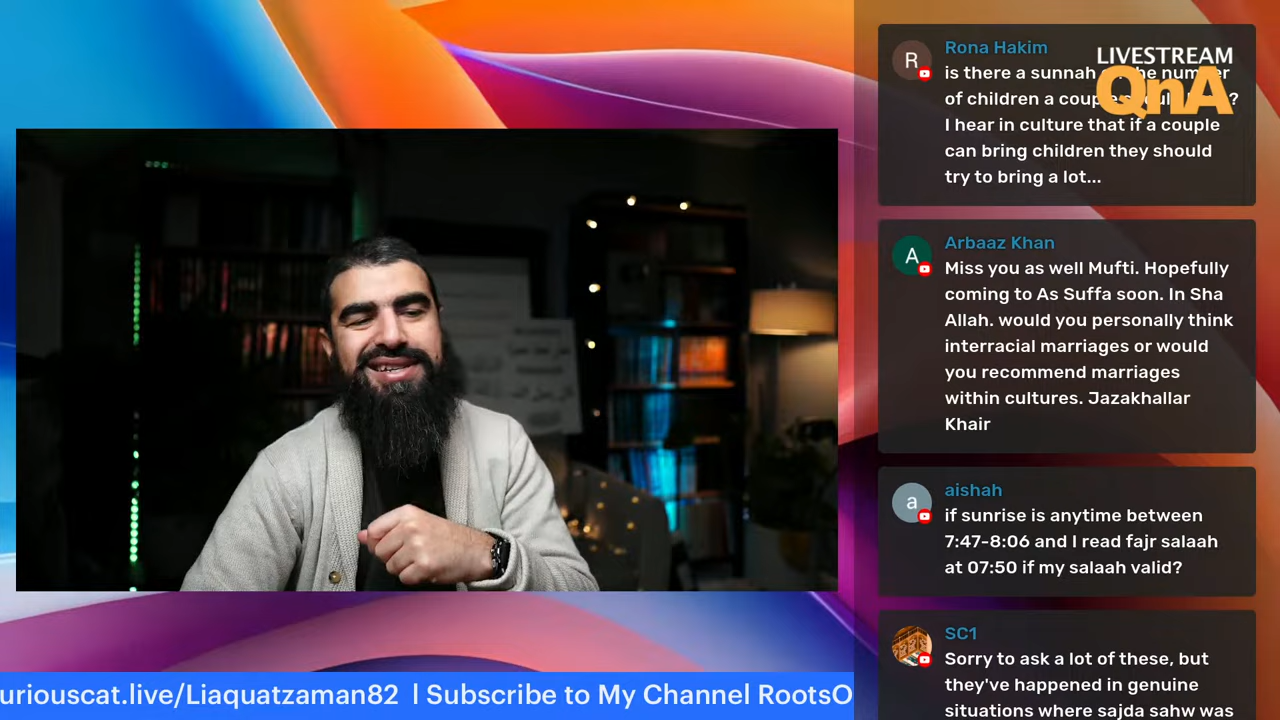 Rona Hakim
is there a sunnah
of children a coup
I hear in culture that if a couple
can bring children they should
try to bring a lot...
LIVESTREAM
QnA
R
Arbaaz Khan
Miss you as well Mufti. Hopefully
coming to As Suffa soon. In Sha
Allah. would you personally think
interracial marriages or would
you recommend marriages
within cultures. Jazakhallar
Khair
A
aishah
if sunrise is anytime between
7:47-8:06 and I read fajr salaah
at 07:50 if my salaah valid?
a
SC1
Sorry to ask a lot of these, but
they've happened in genuine
situations where sajda sahw was
uriouscat.live/Liaquatzaman82 | Subscribe to My Channel RootsO